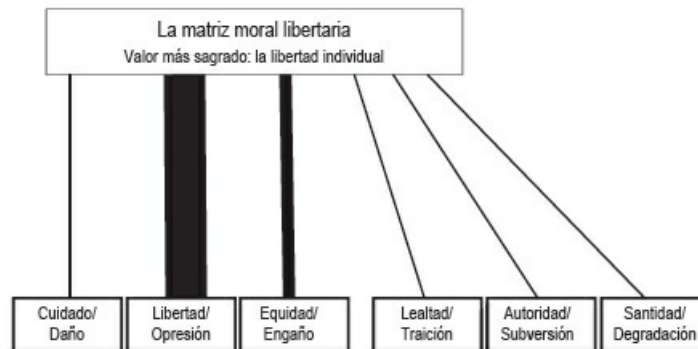 La matriz moral libertaria
Valor más sagrado: la libertad individual
Cuidado/
Daño
Libertad/
Opresión
Equidad/
Engaño
Lealtad/
Traición
Autoridad/
Subversión
Santidad/
Degradación